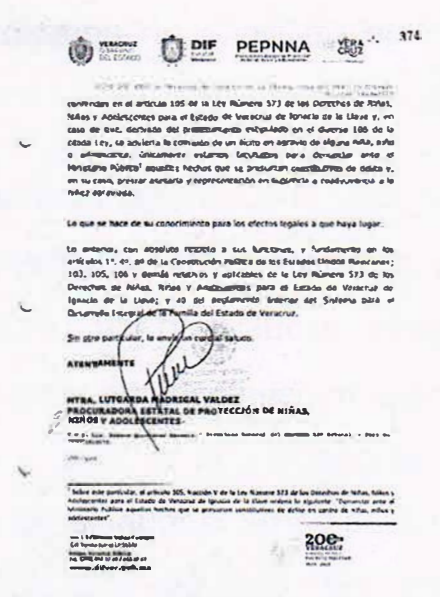 374
VERACRUZ
GOBIERNO
DEL ESTADO
DIF
PEPNNA
VERA
CRUZ
contenidas en el artículo 105 de la Ley Número 573 de los Derechos de Niñas,
Niños y Adolescentes para el Estado de Veracruz de Ignacio de la Llave y, en
caso de que, derivado del procedimiento estipulado en el diverso 106 de la
citada Ley, se advierta la comisión de un ilícito en agravio de alguna niña, niño
o adolescente, únicamente estamos facultados para denunciar ante el
Ministerio Público¹ aquellos hechos que se presuman constitutivos de delito y,
en su caso, prestar asesoría y representación en suplencia o coadyuvancia a la
niñez agraviada.
Lo que se hace de su conocimiento para los efectos legales a que haya lugar.
Lo anterior, con absoluto respeto a sus funciones, y fundamento en los
artículos 1°, 4°, de la Constitución Política de los Estados Unidos Mexicanos;
103, 105, 106 y demás relativos y aplicables de la Ley Número 573 de los
Derechos de Niñas, Niños y Adolescentes para el Estado de Veracruz de
Ignacio de la Llave; y 40 del Reglamento Interior del Sistema para el
Desarrollo Integral de la Familia del Estado de Veracruz.
Sin otro particular, le envío un cordial saludo.
ATENTAMENTE
MTRA. LUTGARDA MADRIGAL VALDEZ
PROCURADORA ESTATAL DE PROTECCIÓN DE NIÑAS,
NIÑOS Y ADOLESCENTES
¹ Sobre este particular, el artículo 105, fracción V de la Ley Número 573 de los Derechos de Niñas, Niños y
Adolescentes para el Estado de Veracruz de Ignacio de la Llave ordena lo siguiente: "Denunciar ante el
Ministerio Público aquellos hechos que se presuman constitutivos de delito en contra de niñas, niños y
adolescentes".
www.difver.gob.mx
200
VERACRUZ